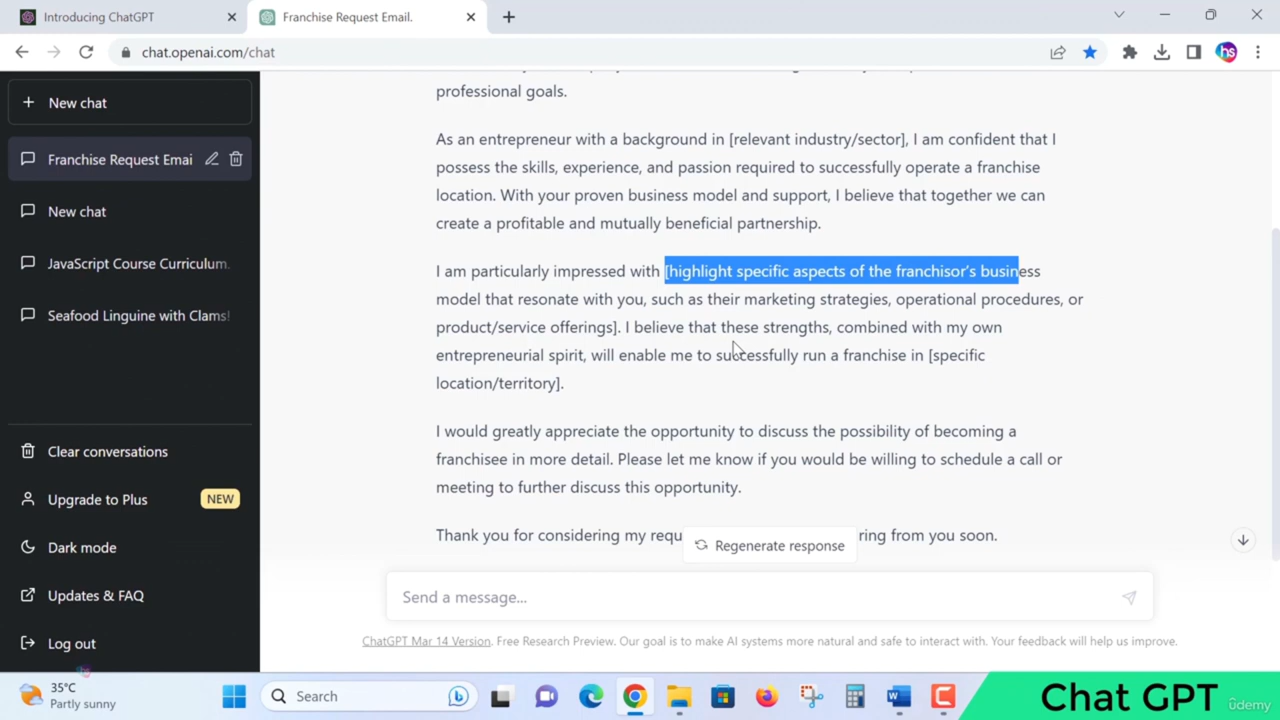 Introducing ChatGPT
Franchise Request Email.
chat.openai.com/chat
hs
New chat
Franchise Request Emai
New chat
JavaScript Course Curriculum.
Seafood Linguine with Clams!
Clear conversations
Upgrade to Plus NEW
Dark mode
Updates & FAQ
Log out
professional goals.
As an entrepreneur with a background in [relevant industry/sector], I am confident that I
possess the skills, experience, and passion required to successfully operate a franchise
location. With your proven business model and support, I believe that together we can
create a profitable and mutually beneficial partnership.
I am particularly impressed with [highlight specific aspects of the franchisor's business
model that resonate with you, such as their marketing strategies, operational procedures, or
product/service offerings]. I believe that these strengths, combined with my own
entrepreneurial spirit, will enable me to successfully run a franchise in [specific
location/territory].
I would greatly appreciate the opportunity to discuss the possibility of becoming a
franchisee in more detail. Please let me know if you would be willing to schedule a call or
meeting to further discuss this opportunity.
Thank you for considering my requ
ring from you soon.
Regenerate response
Send a message...
ChatGPT Mar 14 Version. Free Research Preview. Our goal is to make AI systems more natural and safe to interact with. Your feedback will help us improve.
35°C
Partly sunny
Search
Chat GPT
ûdemy